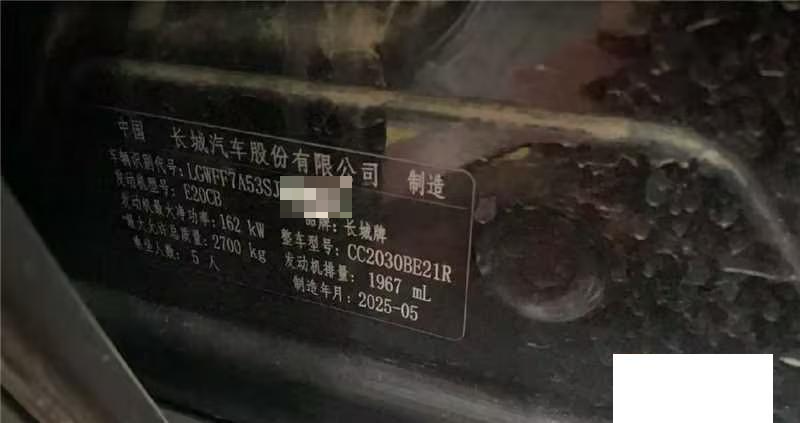 中国 长城汽车股份有限公司 制造
车辆识别代号: LGWFF7A53SJ
发动机型号: E20CB 品牌: 长城牌
发动机最大净功率: 162 kW 整车型号: CC2030BE21R
最大允许总质量: 2700 kg 发动机排量: 1967 mL
乘坐人数: 5 人 制造年月: 2025-05